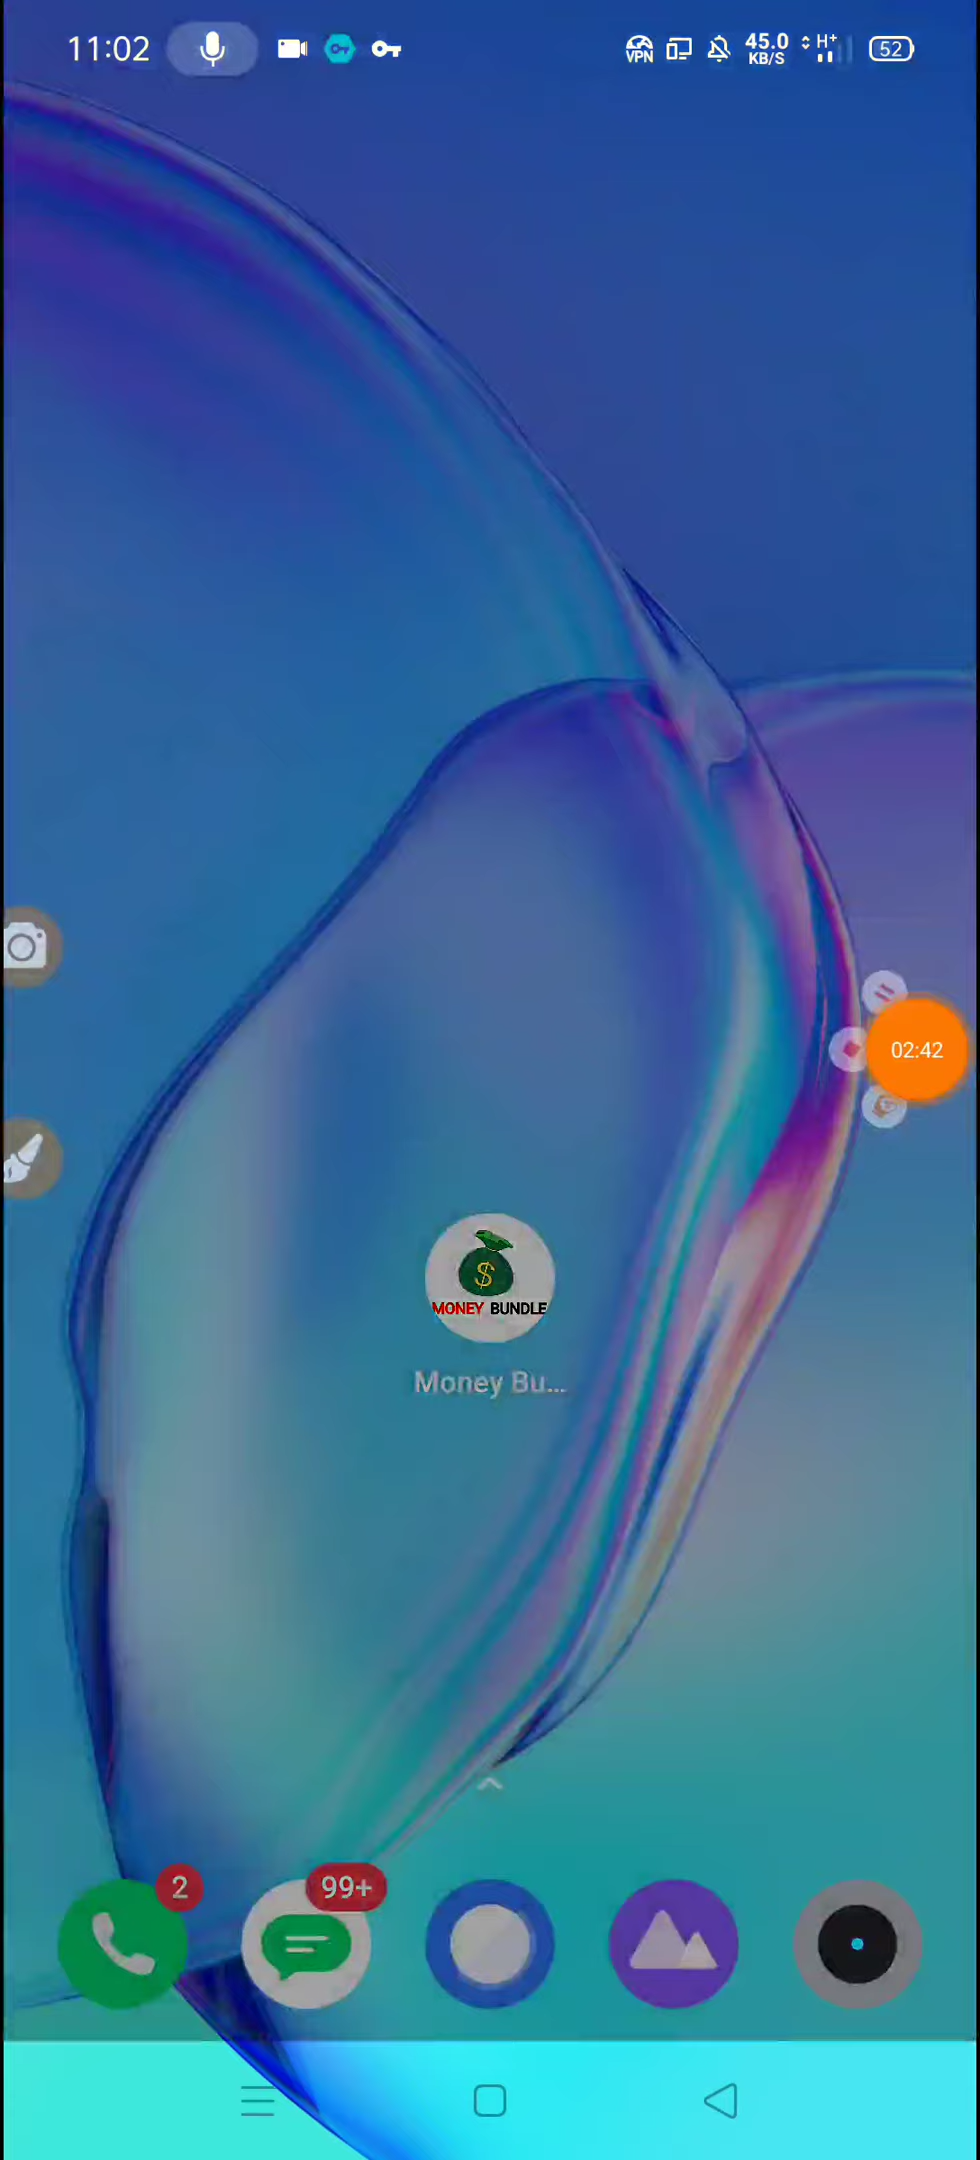 11:02
VPN
45.0
KB/S
H+
52
02:42
$
MONEY BUNDLE
Money Bu...
2
99+